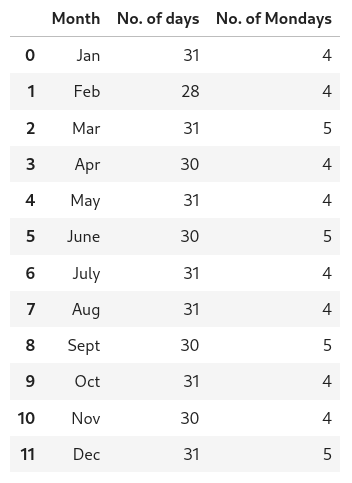 Month No. of days No. of Mondays
0 Jan 31 4
1 Feb 28 4
2 Mar 31 5
3 Apr 30 4
4 May 31 4
5 June 30 5
6 July 31 4
7 Aug 31 4
8 Sept 30 5
9 Oct 31 4
10 Nov 30 4
11 Dec 31 5